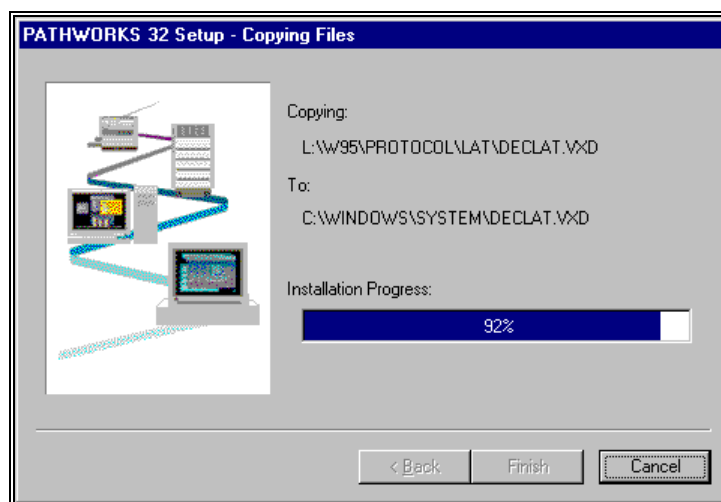 PATHWORKS 32 Setup - Copying Files
Copying:
L:\W95\PROTOCOL\LAT\DECLAT.VXD
To:
C:\WINDOWS\SYSTEM\DECLAT.VXD
Installation Progress:
92%
< Back
Finish
Cancel